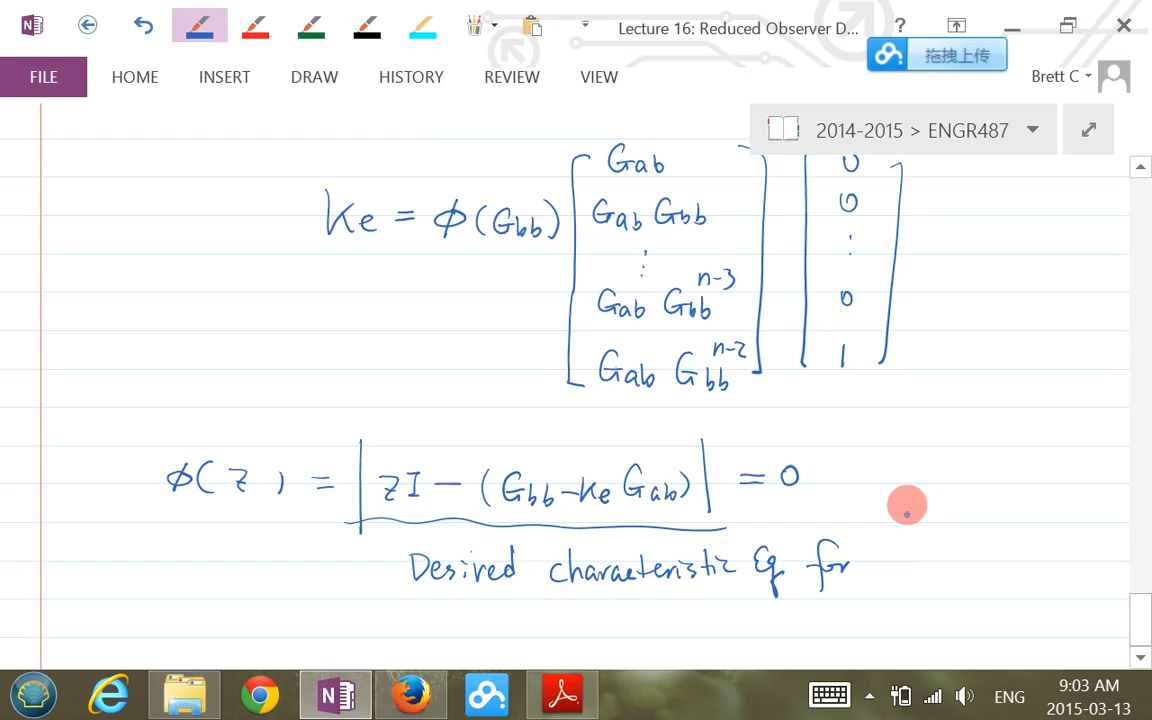 Lecture 16: Reduced Observer D...
?
拖拽上传
FILE HOME INSERT DRAW HISTORY REVIEW VIEW
Brett C
2014-2015 > ENGR487
Ke = ϕ(Gbb) [ Gab
Gab Gbb
⋮
Gab Gbb^n-3
Gab Gbb^n-2 ] [ 0
0
⋮
0
1 ]
ϕ(z) = |zI - (Gbb - Ke Gab)| = 0
Desired characteristic Eq for
ENG
9:03 AM
2015-03-13